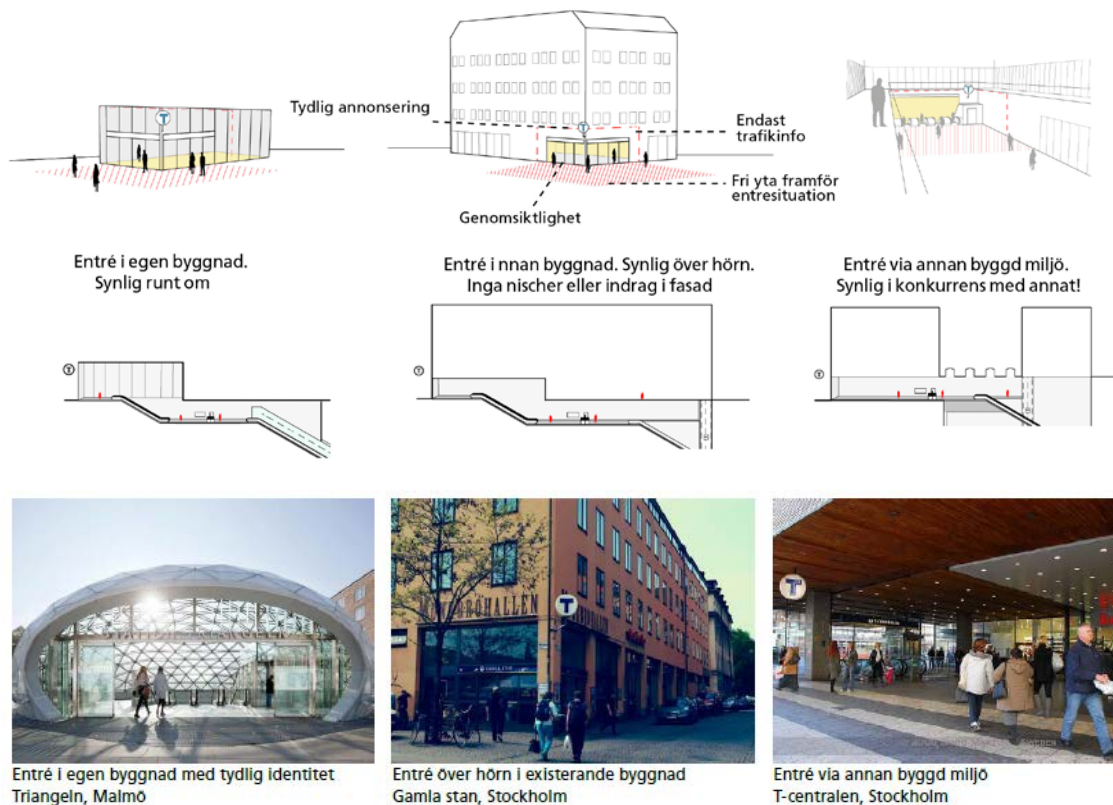 Tydlig annonsering
T
T
T
Endast
trafikinfo
Fri yta framför
entresituation
Genomsiktlighet
Entré i egen byggnad.
Synlig runt om
Entré i nnan byggnad. Synlig över hörn.
Inga nischer eller indrag i fasad
Entré via annan byggd miljö.
Synlig i konkurrens med annat!
T
T
T
T
T
Entré i egen byggnad med tydlig identitet
Triangeln, Malmö
Entré över hörn i existerande byggnad
Gamla stan, Stockholm
Entré via annan byggd miljö
T-centralen, Stockholm